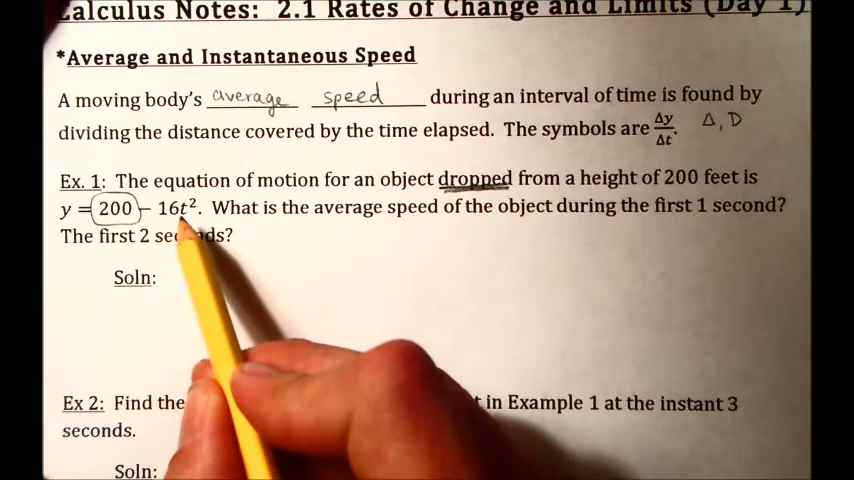 Calculus Notes: 2.1 Rates of Change and Limits (Day 1)
*Average and Instantaneous Speed
A moving body's average speed during an interval of time is found by
dividing the distance covered by the time elapsed. The symbols are Δy/Δt. Δ, D
Ex. 1: The equation of motion for an object dropped from a height of 200 feet is
y = 200 − 16t². What is the average speed of the object during the first 1 second?
The first 2 seconds?
Soln:
Ex 2: Find the in Example 1 at the instant 3
seconds.
Soln: